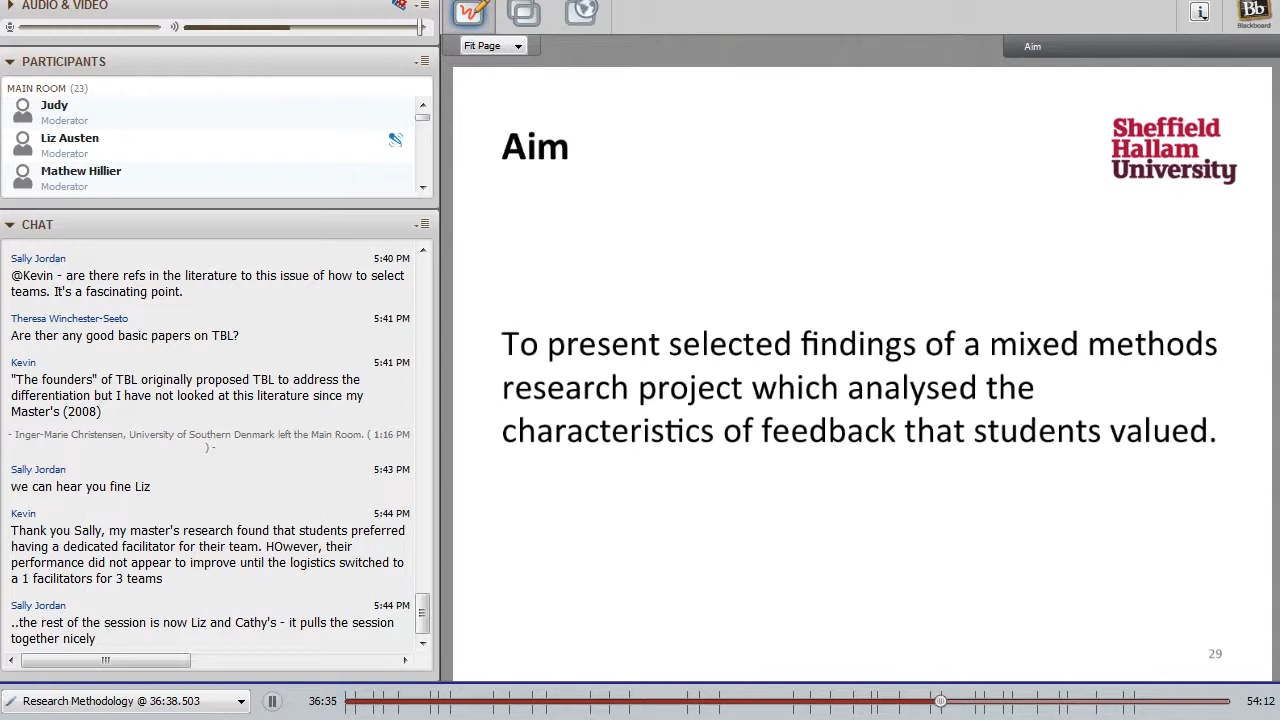 AUDIO & VIDEO
PARTICIPANTS
MAIN ROOM (23)
Judy
Moderator
Liz Austen
Moderator
Mathew Hillier
Moderator
CHAT
Sally Jordan 5:40 PM
@Kevin - are there refs in the literature to this issue of how to select
teams. It's a fascinating point.
Theresa Winchester-Seeto 5:41 PM
Are ther any good basic papers on TBL?
Kevin 5:41 PM
"The founders" of TBL originally proposed TBL to address the
differentiation but I have not looked at this literature since my
Master's (2008)
- Inger-Marie Christensen, University of Southern Denmark left the Main Room. ( 1:16 PM
) -
Sally Jordan 5:43 PM
we can hear you fine Liz
Kevin 5:44 PM
Thank you Sally, my master's research found that students preferred
having a dedicated facilitator for their team. HOwever, their
performance did not appear to improve until the logistics switched to
a 1 facilitators for 3 teams
Sally Jordan 5:44 PM
..the rest of the session is now Liz and Cathy's - it pulls the session
together nicely
Research Methodology @ 36:38.503
36:35
54:12
Fit Page
Aim
i
Bb
Blackboard
Aim
Sheffield
Hallam
University
To present selected findings of a mixed methods
research project which analysed the
characteristics of feedback that students valued.
29